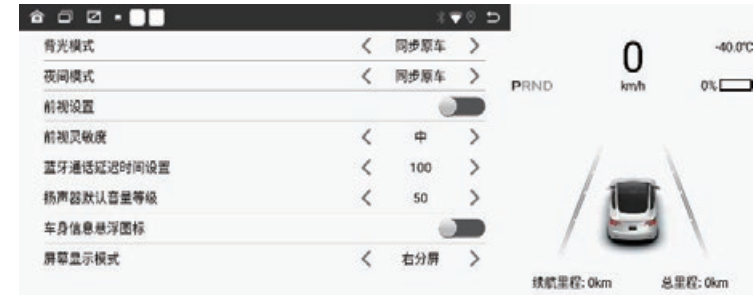 背光模式 同步原车
夜间模式 同步原车
前视设置
前视灵敏度 中
蓝牙通话延迟时间设置 100
扬声器默认音量等级 50
车身信息悬浮图标
屏幕显示模式 右分屏
0 -40.0℃
PRND km/h 0%
续航里程: 0km 总里程: 0km